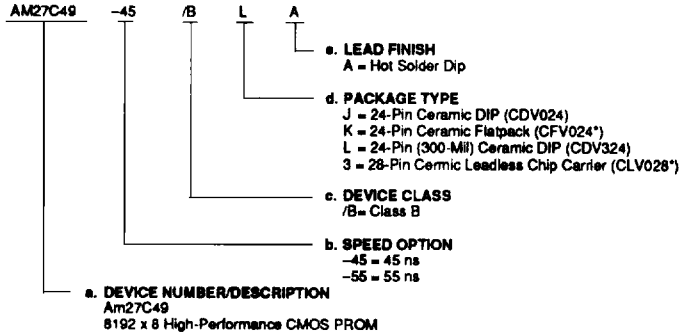 AM27C49 -45 /B L A
e. LEAD FINISH
A = Hot Solder Dip
d. PACKAGE TYPE
J = 24-Pin Ceramic DIP (CDV024)
K = 24-Pin Ceramic Flatpack (CFV024*)
L = 24-Pin (300-Mil) Ceramic DIP (CDV324)
3 = 28-Pin Cermic Leadless Chip Carrier (CLV028*)
c. DEVICE CLASS
/B= Class B
b. SPEED OPTION
-45 = 45 ns
-55 = 55 ns
a. DEVICE NUMBER/DESCRIPTION
Am27C49
8192 x 8 High-Performance CMOS PROM